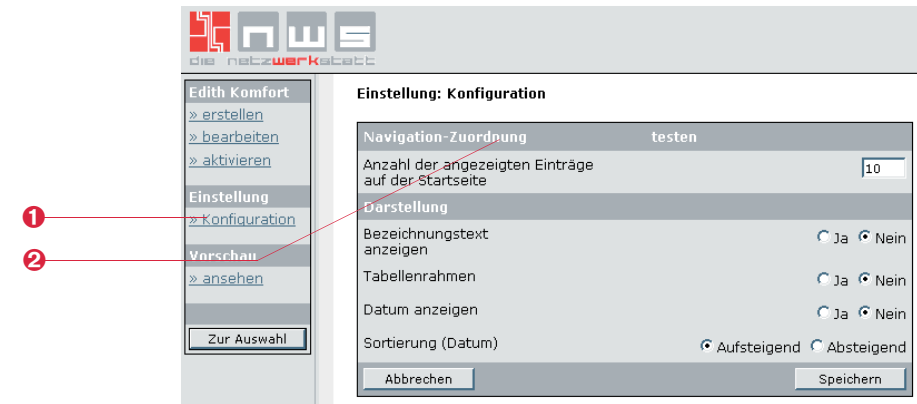 nws
die netzwerkstatt
Edith Komfort
» erstellen
» bearbeiten
» aktivieren
Einstellung
» Konfiguration
Vorschau
» ansehen
Zur Auswahl
1
2
Einstellung: Konfiguration
Navigation-Zuordnung testen
Anzahl der angezeigten Einträge
auf der Startseite
10
Darstellung
Bezeichnungstext
anzeigen
Ja Nein
Tabellenrahmen
Ja Nein
Datum anzeigen
Ja Nein
Sortierung (Datum)
Aufsteigend Absteigend
Abbrechen
Speichern